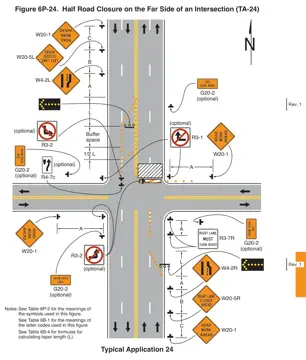 Figure 6P-24. Half Road Closure on the Far Side of an Intersection (TA-24)
W20-1
C
N
W20-5L
B
W4-2L
A
G20-2
(optional)
Rev. 1
(optional)
(optional)
Buffer
space
R3-2
R3-1
1/2 L
G20-2
(optional)
(optional)
R4-7c
W20-1
A
A
W20-1
A
RIGHT LANE
MUST
TURN RIGHT
R3-7R
G20-2
(optional)
R3-2
(optional)
A
W4-2R
Rev. 1
G20-2
(optional)
B
W20-5R
C
ROAD
WORK
AHEAD
W20-1
Notes: See Table 6P-2 for the meanings of
the symbols used in this figure
See Table 6B-1 for the meanings of
the letter codes used in this figure
See Table 6B-4 for formulas for
calculating taper length (L)
Typical Application 24